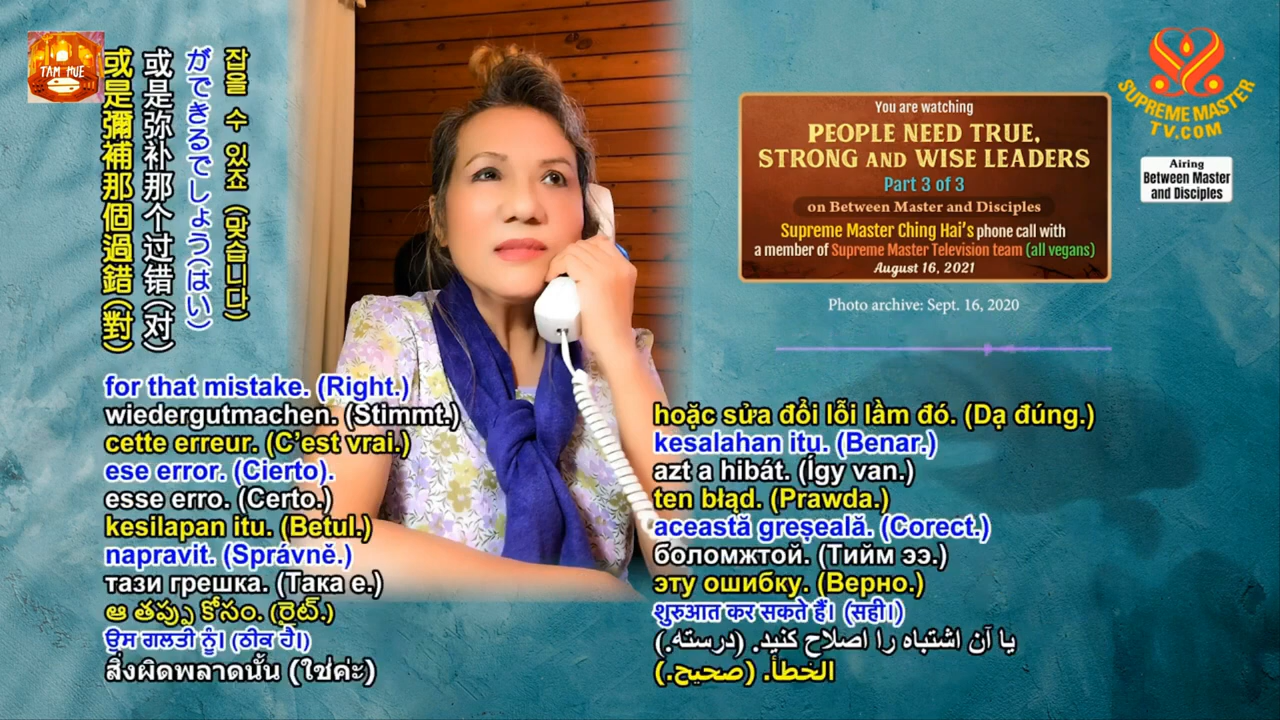 TAM HUE
잡을 수 있죠 (맞습니다)
ができるでしょう(はい)
或是弥补那个过错(对)
或是彌補那個過錯(對)
SUPREME MASTER
TV.COM
Airing
Between Master
and Disciples
You are watching
PEOPLE NEED TRUE,
STRONG AND WISE LEADERS
Part 3 of 3
on Between Master and Disciples
Supreme Master Ching Hai's phone call with
a member of Supreme Master Television team (all vegans)
August 16, 2021
Photo archive: Sept. 16, 2020
for that mistake. (Right.)
wiedergutmachen. (Stimmt.)
cette erreur. (C'est vrai.)
ese error. (Cierto).
esse erro. (Certo.)
kesilapan itu. (Betul.)
napravit. (Správně.)
тази грешка. (Така е.)
ఆ తప్పు కోసం. (రైట్.)
ਉਸ ਗਲਤੀ ਨੂੰ। (ਠੀਕ ਹੈ।)
สิ่งผิดพลาดนั้น (ใช่ค่ะ)
hoặc sửa đổi lỗi lầm đó. (Dạ đúng.)
kesalahan itu. (Benar.)
azt a hibát. (Így van.)
ten błąd. (Prawda.)
această greșeală. (Corect.)
боломжтой. (Тийм ээ.)
эту ошибку. (Верно.)
शुरुआत कर सकते हैं। (सही।)
یا آن اشتباه را اصلاح کنید. (درسته.)
الخطأ. (صحيح.)